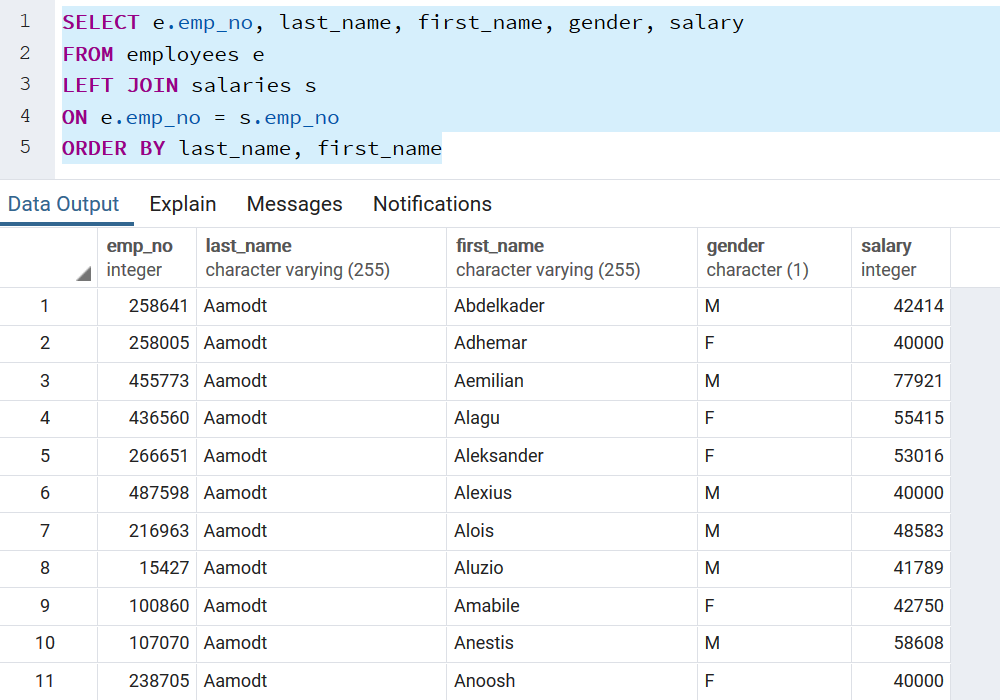 1 SELECT e.emp_no, last_name, first_name, gender, salary
2 FROM employees e
3 LEFT JOIN salaries s
4 ON e.emp_no = s.emp_no
5 ORDER BY last_name, first_name
Data Output Explain Messages Notifications
emp_no last_name first_name gender salary
integer character varying (255) character varying (255) character (1) integer
1 258641 Aamodt Abdelkader M 42414
2 258005 Aamodt Adhemar F 40000
3 455773 Aamodt Aemilian M 77921
4 436560 Aamodt Alagu F 55415
5 266651 Aamodt Aleksander F 53016
6 487598 Aamodt Alexius M 40000
7 216963 Aamodt Alois M 48583
8 15427 Aamodt Aluzio M 41789
9 100860 Aamodt Amabile F 42750
10 107070 Aamodt Anestis M 58608
11 238705 Aamodt Anoosh F 40000